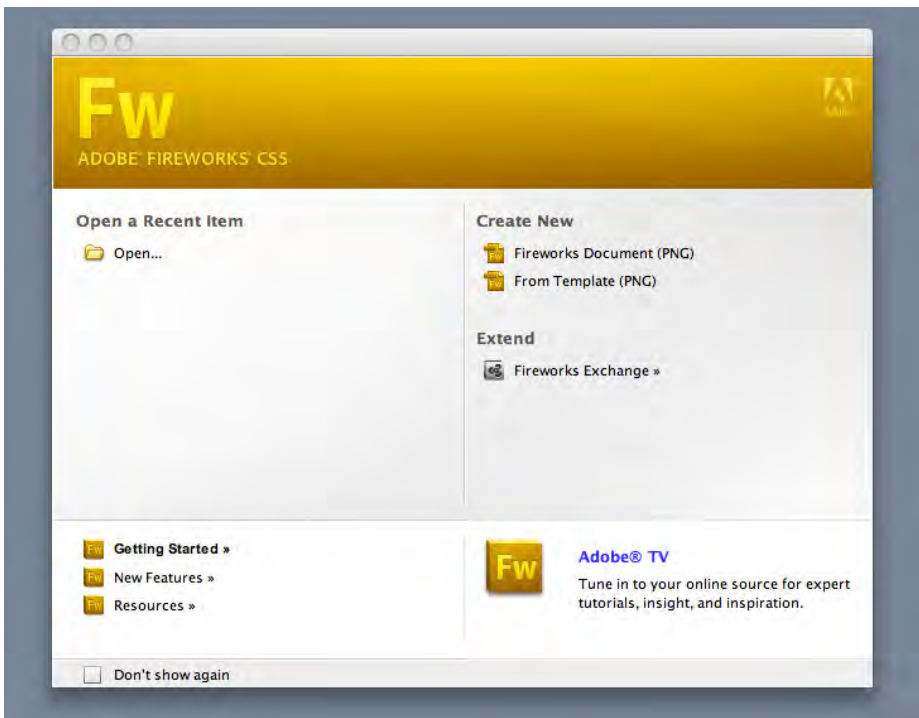 Fw
ADOBE® FIREWORKS® CS5
Adobe
Open a Recent Item
Open...
Create New
Fireworks Document (PNG)
From Template (PNG)
Extend
Fireworks Exchange »
Getting Started »
New Features »
Resources »
Fw
Adobe® TV
Tune in to your online source for expert
tutorials, insight, and inspiration.
Don't show again